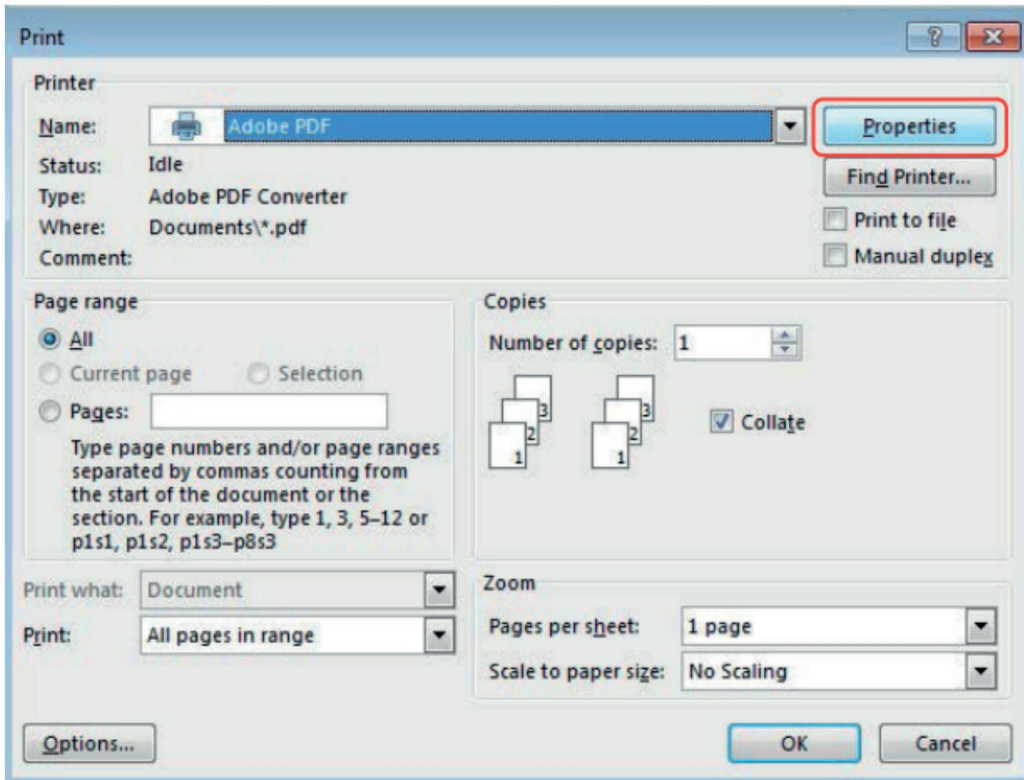 Print
Printer
Name: Adobe PDF Properties
Status: Idle Find Printer...
Type: Adobe PDF Converter
Where: Documents\*.pdf Print to file
Comment: Manual duplex
Page range
All
Current page Selection
Pages:
Type page numbers and/or page ranges
separated by commas counting from
the start of the document or the
section. For example, type 1, 3, 5–12 or
p1s1, p1s2, p1s3–p8s3
Copies
Number of copies: 1
3 3
2 2
1 1
Collate
Print what: Document
Print: All pages in range
Zoom
Pages per sheet: 1 page
Scale to paper size: No Scaling
Options... OK Cancel